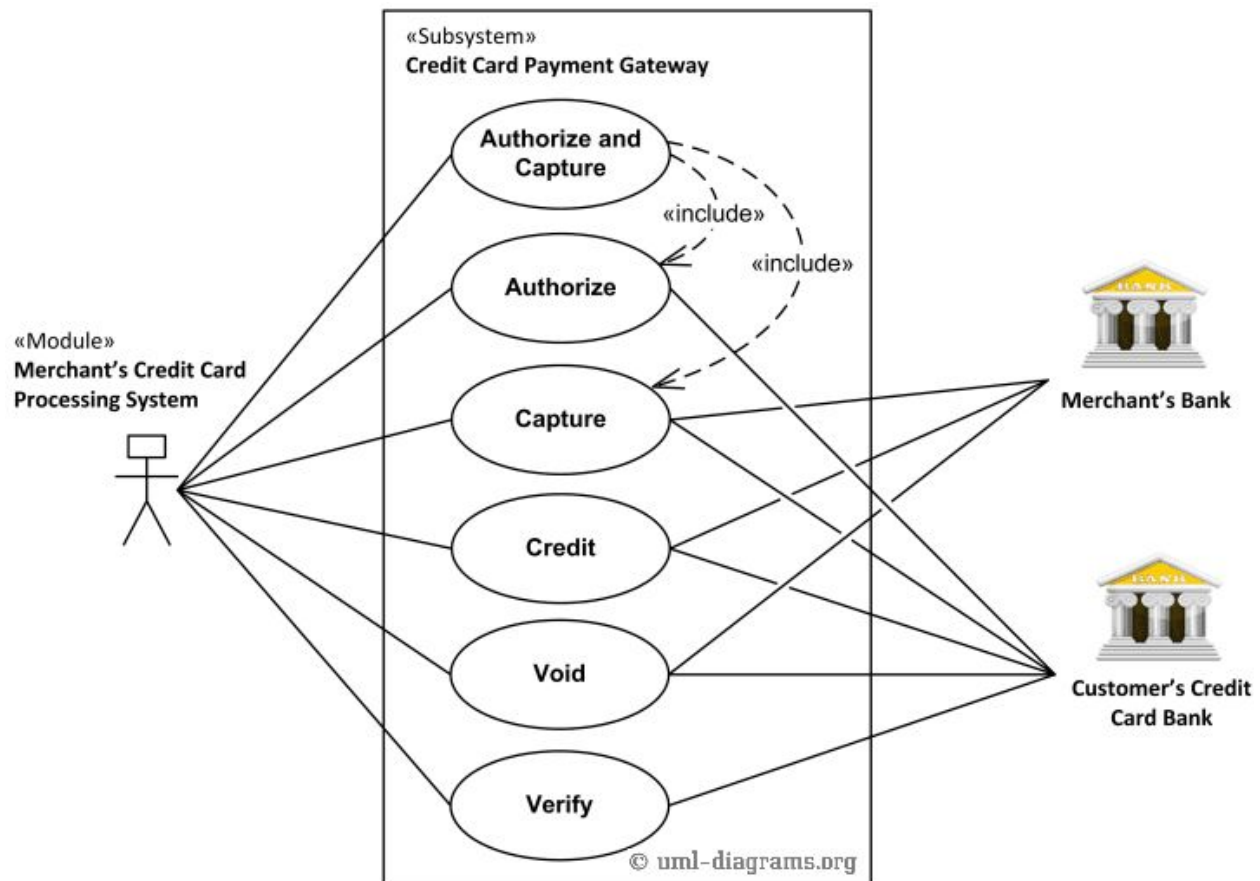 «Subsystem»
Credit Card Payment Gateway
Authorize and
Capture
«include»
Authorize
«include»
BANK
«Module»
Merchant's Credit Card
Processing System
Capture
Merchant's Bank
Credit
BANK
Void
Customer's Credit
Card Bank
Verify
© uml-diagrams.org